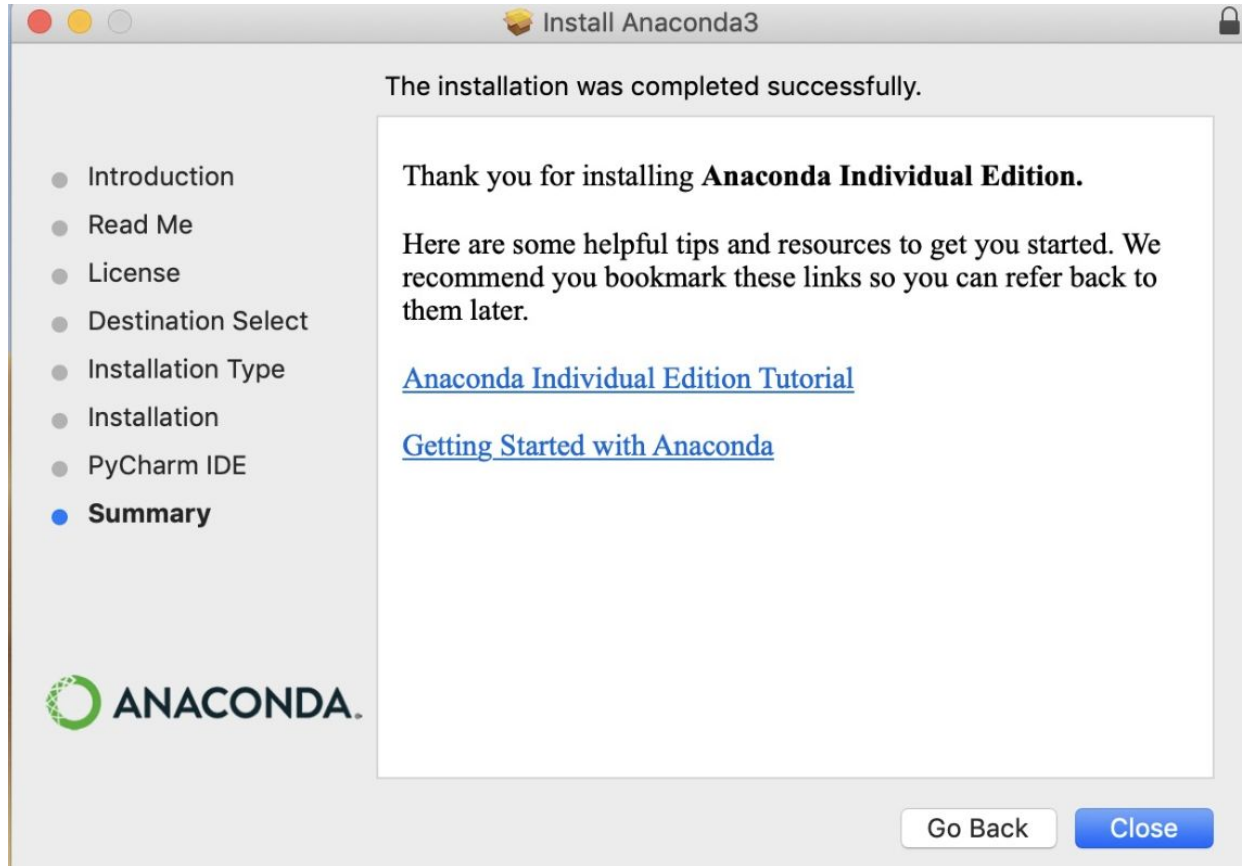 Install Anaconda3
The installation was completed successfully.
Introduction
Read Me
License
Destination Select
Installation Type
Installation
PyCharm IDE
Summary
Thank you for installing Anaconda Individual Edition.
Here are some helpful tips and resources to get you started. We
recommend you bookmark these links so you can refer back to
them later.
Anaconda Individual Edition Tutorial
Getting Started with Anaconda
ANACONDA.
Go Back
Close